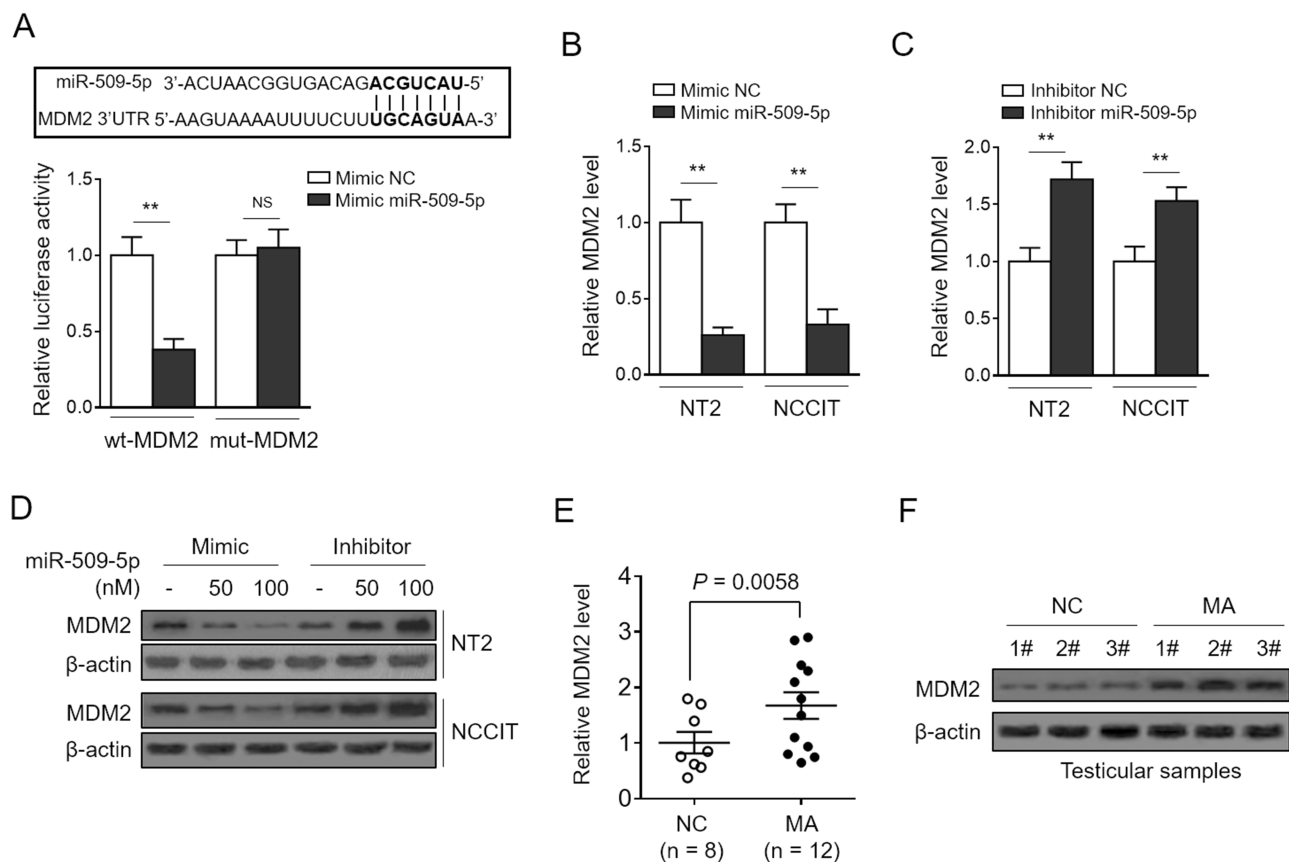 A
miR-509-5p 3'-ACUAACGGUGACAGACGUCAU-5'
MDM2 3'UTR 5'-AAGUAAAAUUUUCUUUGCAGUAA-3'
Mimic NC
Mimic miR-509-5p
Relative luciferase activity
1.5
1.0
0.5
0.0
**
NS
wt-MDM2 mut-MDM2
B
Mimic NC
Mimic miR-509-5p
Relative MDM2 level
1.5
1.0
0.5
0.0
** **
NT2 NCCIT
C
Inhibitor NC
Inhibitor miR-509-5p
Relative MDM2 level
2.0
1.5
1.0
0.5
0.0
** **
NT2 NCCIT
D
Mimic Inhibitor
miR-509-5p
(nM) - 50 100 - 50 100
MDM2
β-actin
NT2
MDM2
β-actin
NCCIT
E
Relative MDM2 level
4
3
2
1
0
P = 0.0058
NC MA
(n = 8) (n = 12)
F
NC MA
1# 2# 3# 1# 2# 3#
MDM2
β-actin
Testicular samples